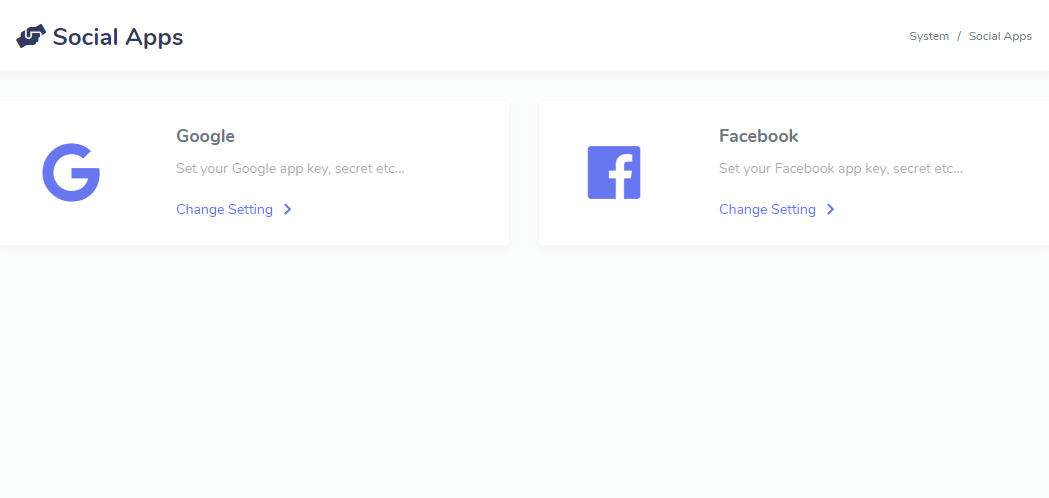 Social Apps
System / Social Apps
Google
Set your Google app key, secret etc...
Change Setting
Facebook
Set your Facebook app key, secret etc...
Change Setting